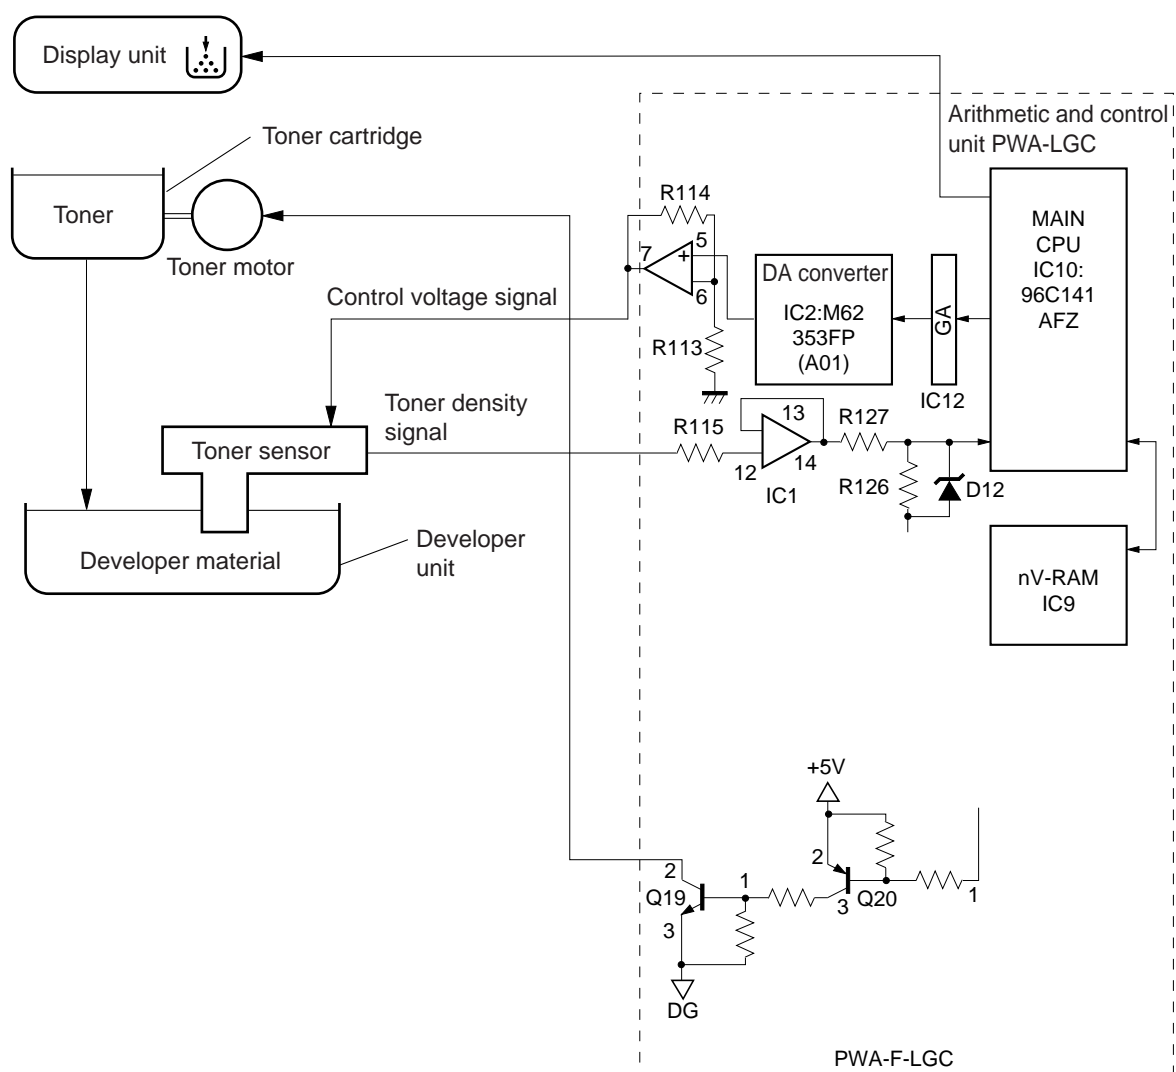 Display unit
Arithmetic and control
unit PWA-LGC
Toner cartridge
Toner
Toner motor
R114
7
5
+
6
DA converter
IC2:M62
353FP
(A01)
GA
IC12
MAIN
CPU
IC10:
96C141
AFZ
Control voltage signal
R113
Toner density
signal
Toner sensor
R115
13
12
14
IC1
R127
R126
D12
Developer material
Developer
unit
nV-RAM
IC9
+5V
2
Q19
3
1
2
3
Q20
1
DG
PWA-F-LGC